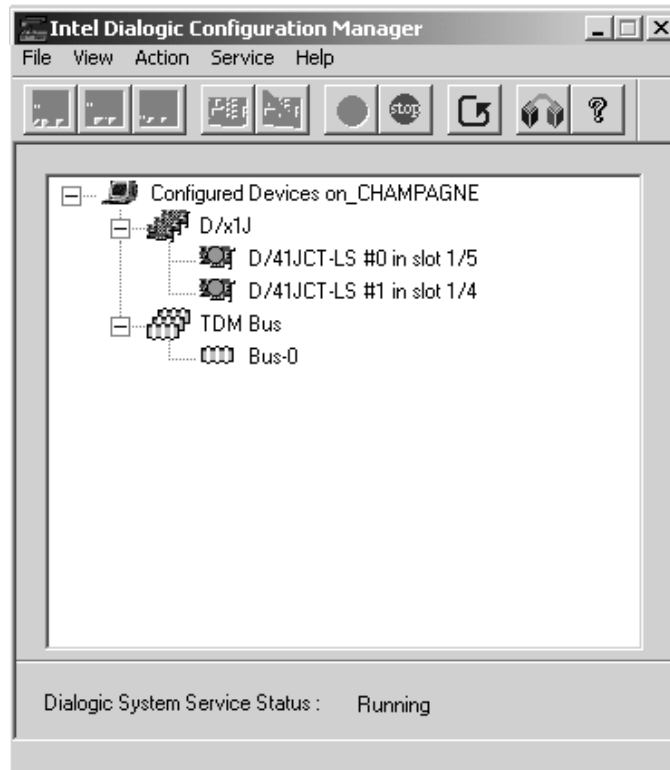 Intel Dialogic Configuration Manager
File View Action Service Help
stop
?
Configured Devices on_CHAMPAGNE
D/x1J
D/41JCT-LS #0 in slot 1/5
D/41JCT-LS #1 in slot 1/4
TDM Bus
Bus-0
Dialogic System Service Status : Running